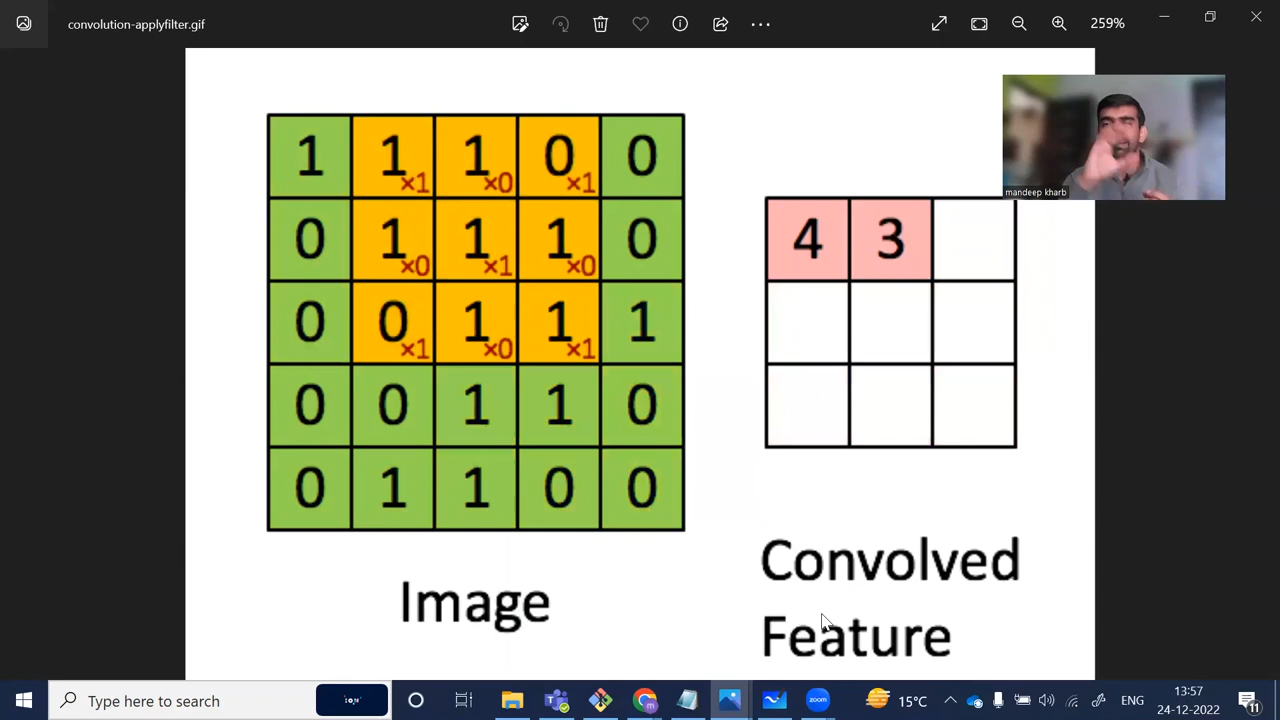 convolution-applyfilter.gif
259%
1 1×1 1×0 0×1 0
0 1×0 1×1 1×0 0
0 0×1 1×0 1×1 1
0 0 1 1 0
0 1 1 0 0
Image
mandeep kharb
4 3
Convolved
Feature
Type here to search
15°C
ENG
13:57
24-12-2022
11